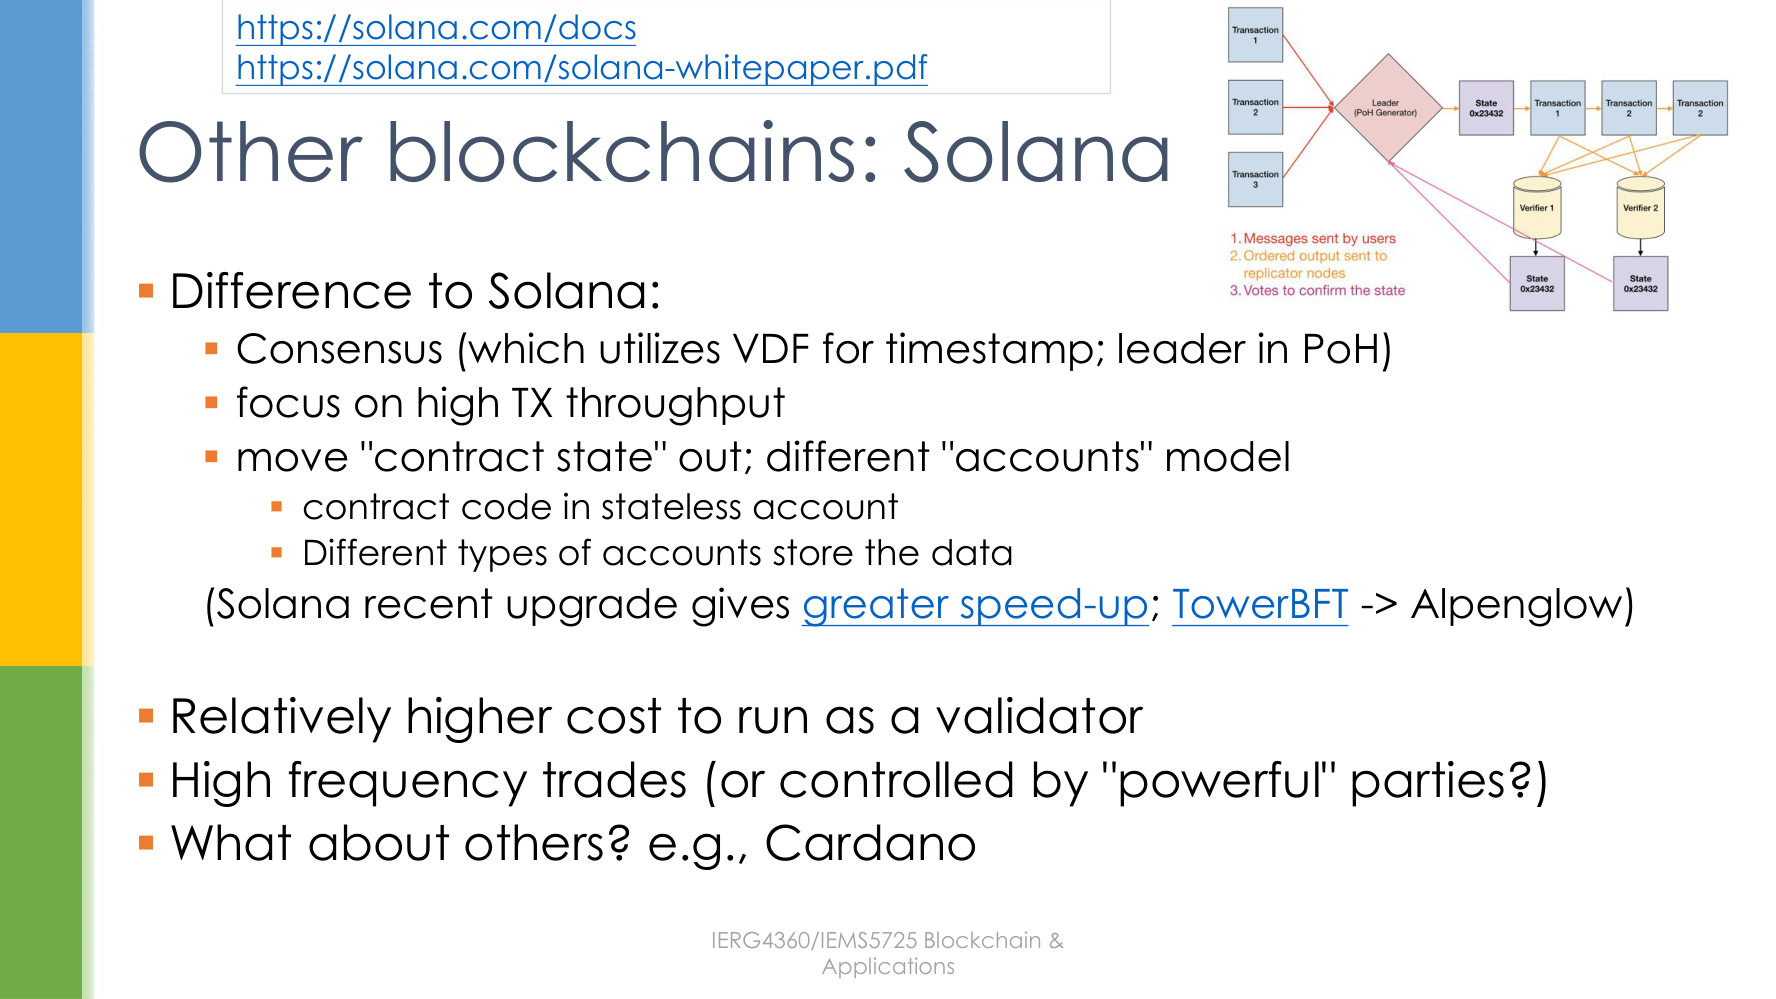 https://solana.com/docs
https://solana.com/solana-whitepaper.pdf
Other blockchains: Solana
Transaction
1
Transaction
2
Transaction
3
Leader
(PoH Generator)
State
0x23432
Transaction
1
Transaction
2
Transaction
2
Verifier 1
Verifier 2
State
0x23432
State
0x23432
1. Messages sent by users
2. Ordered output sent to
replicator nodes
3. Votes to confirm the state
Difference to Solana:
Consensus (which utilizes VDF for timestamp; leader in PoH)
focus on high TX throughput
move "contract state" out; different "accounts" model
contract code in stateless account
Different types of accounts store the data
(Solana recent upgrade gives greater speed-up; TowerBFT -> Alpenglow)
Relatively higher cost to run as a validator
High frequency trades (or controlled by "powerful" parties?)
What about others? e.g., Cardano
IERG4360/IEMS5725 Blockchain &
Applications